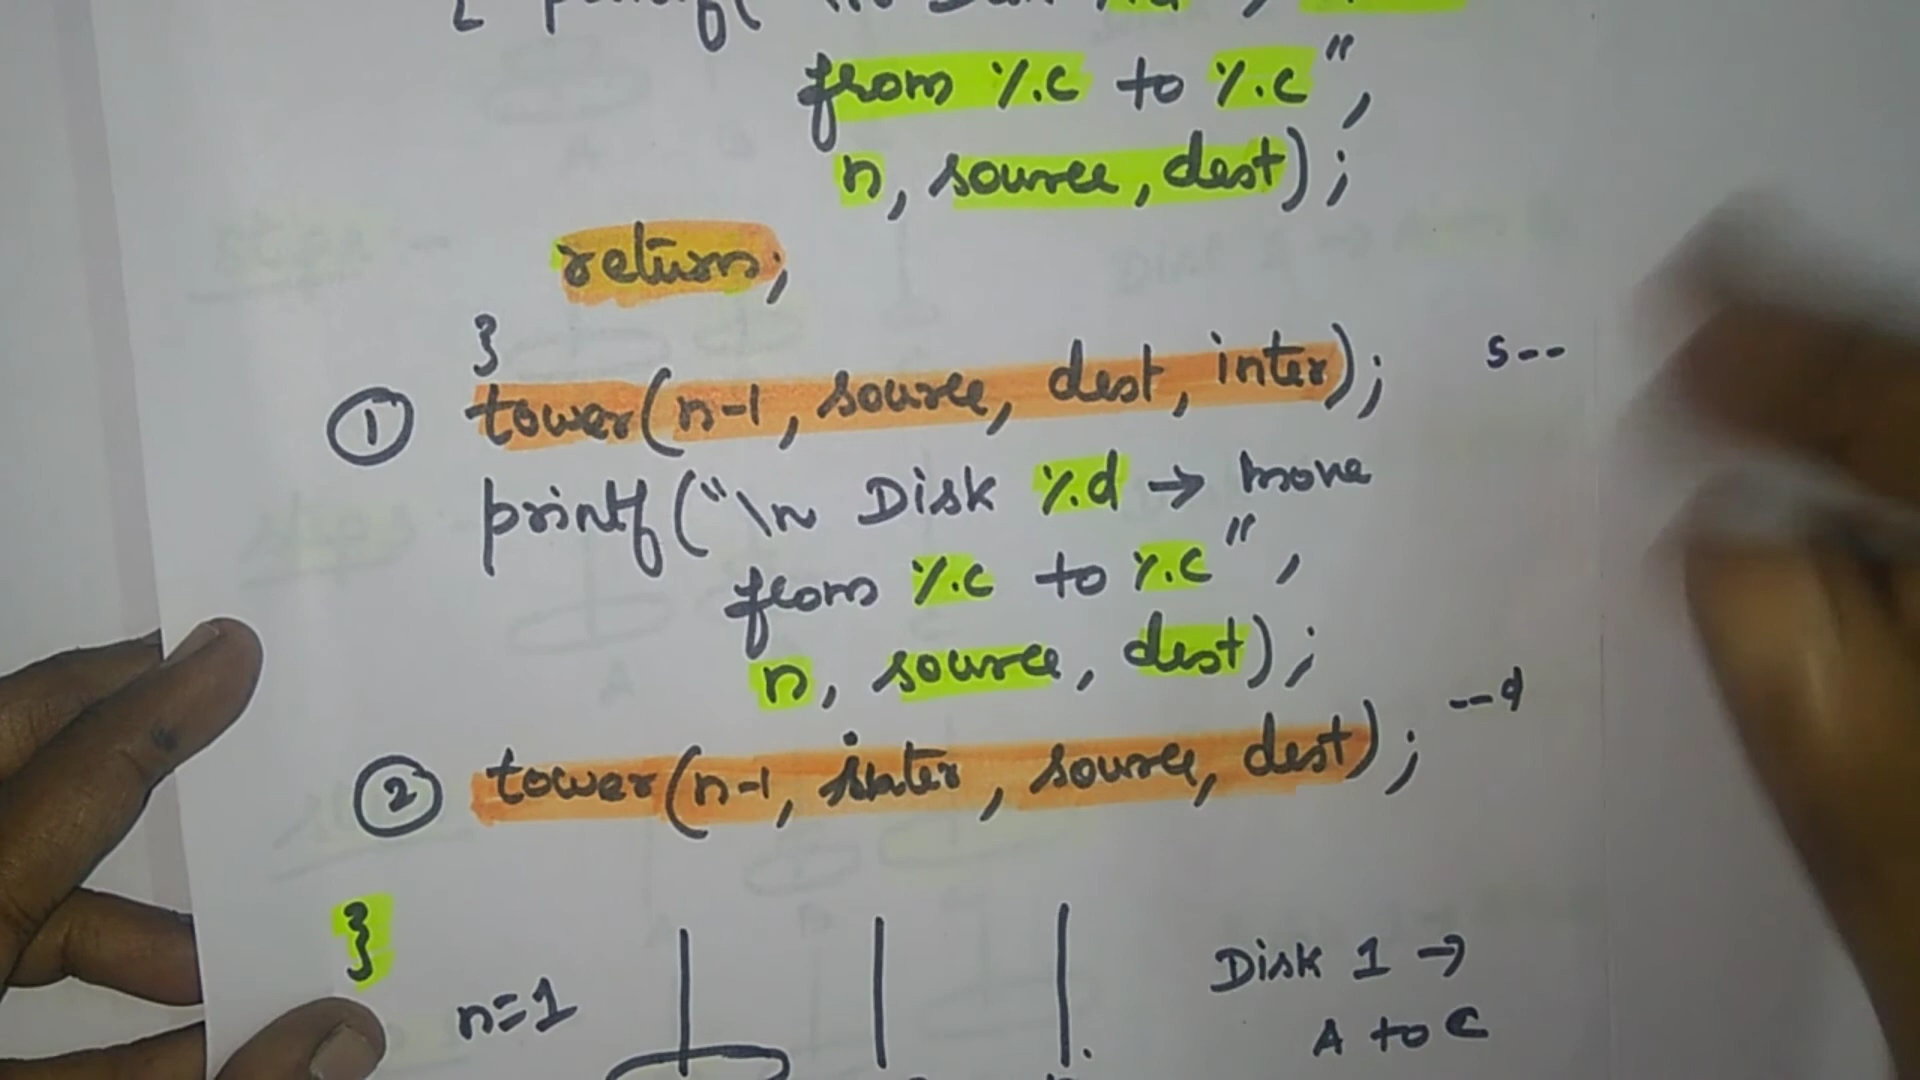 from %c to %c",
n, source, dest);
return;
}
① tower(n-1, source, dest, inter); s--
printf("\n Disk %d → move
from %c to %c",
n, source, dest);
② tower(n-1, inter, source, dest); --d
}
n=1
Disk 1 →
A to C